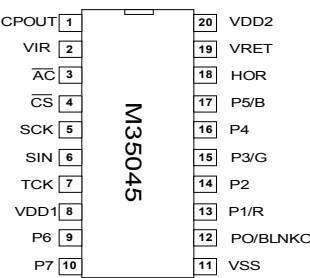 CPOUT 1 20 VDD2
VIR 2 19 VRET
AC 3 18 HOR
CS 4 17 P5/B
SCK 5 16 P4
SIN 6 15 P3/G
TCK 7 14 P2
VDD1 8 13 P1/R
P6 9 12 PO/BLNKC
P7 10 11 VSS
M35045